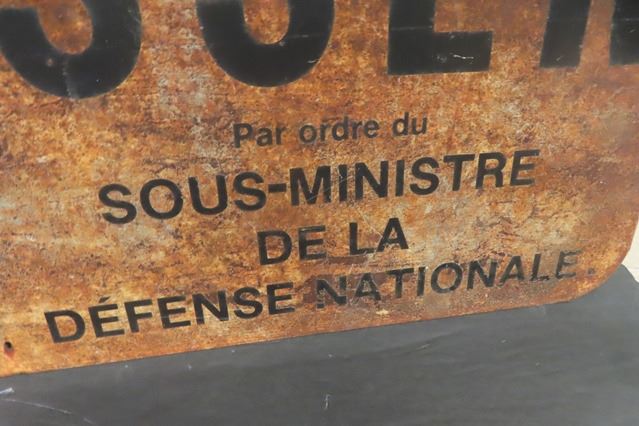 Par ordre du
SOUS-MINISTRE
DE LA
DÉFENSE NATIONALE.